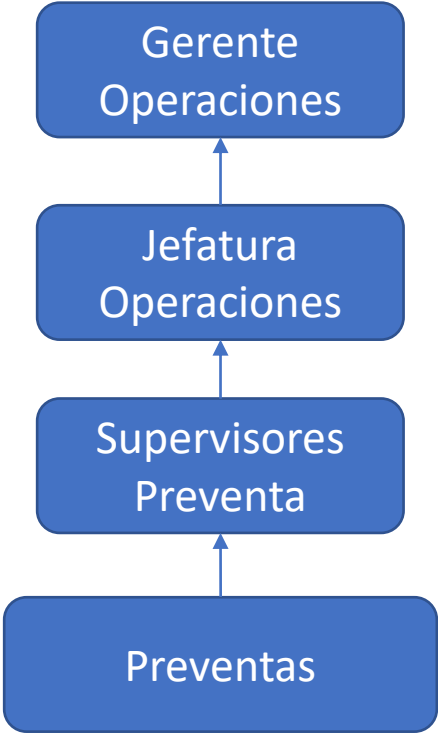 Gerente
Operaciones
Jefatura
Operaciones
Supervisores
Preventa
Preventas